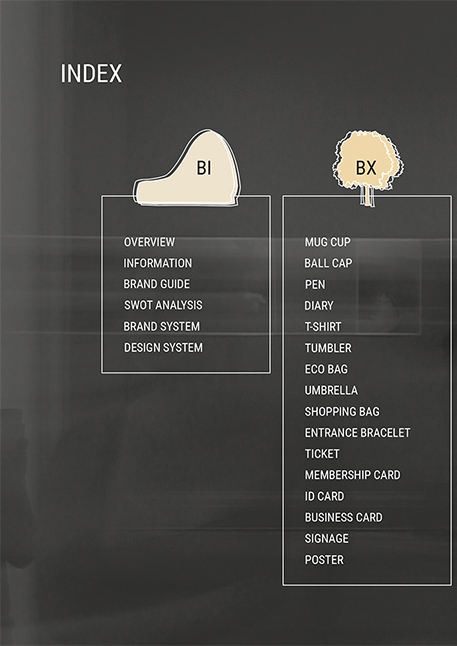 INDEX
BI
OVERVIEW
INFORMATION
BRAND GUIDE
SWOT ANALYSIS
BRAND SYSTEM
DESIGN SYSTEM
BX
MUG CUP
BALL CAP
PEN
DIARY
T-SHIRT
TUMBLER
ECO BAG
UMBRELLA
SHOPPING BAG
ENTRANCE BRACELET
TICKET
MEMBERSHIP CARD
ID CARD
BUSINESS CARD
SIGNAGE
POSTER